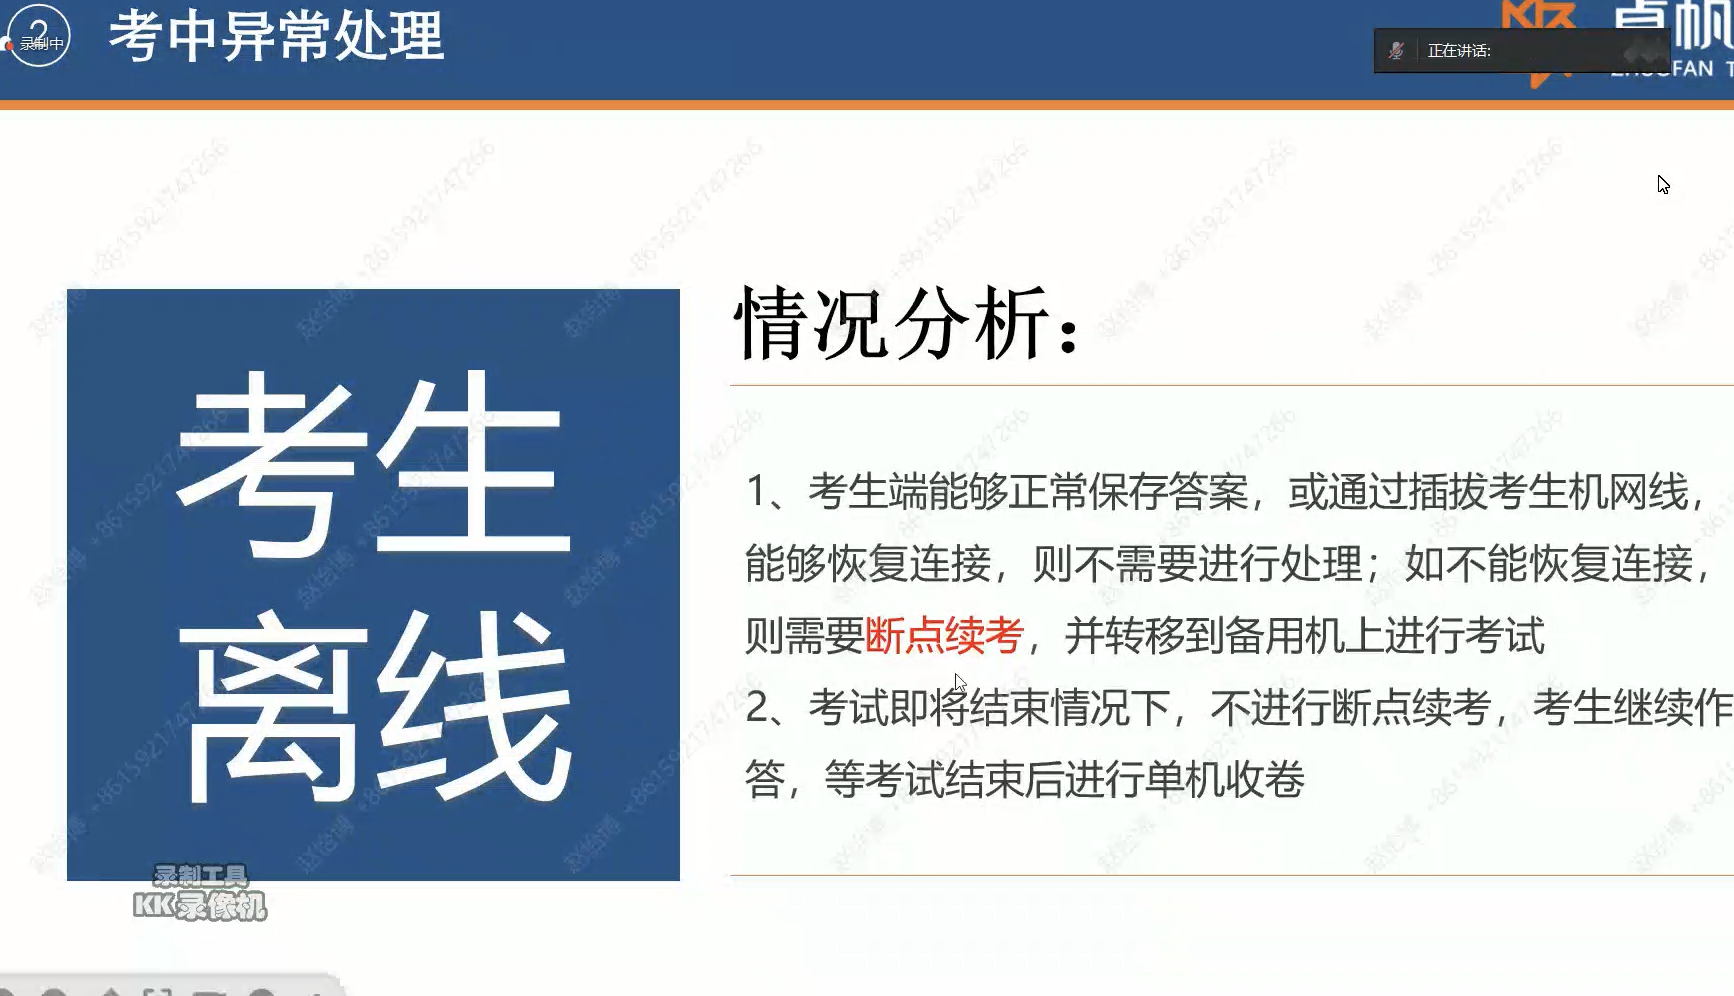 2
录制中
考中异常处理
正在讲话:
考生
离线
情况分析：
1、考生端能够正常保存答案，或通过插拔考生机网线，
能够恢复连接，则不需要进行处理；如不能恢复连接，
则需要断点续考，并转移到备用机上进行考试
2、考试即将结束情况下，不进行断点续考，考生继续作
答，等考试结束后进行单机收卷
录制工具
KK录像机